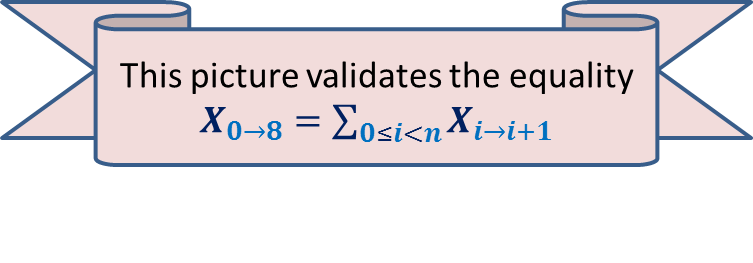 This picture validates the equality
X₀→₈ = ∑₀≤ᵢ<ₙ Xᵢ→ᵢ₊₁